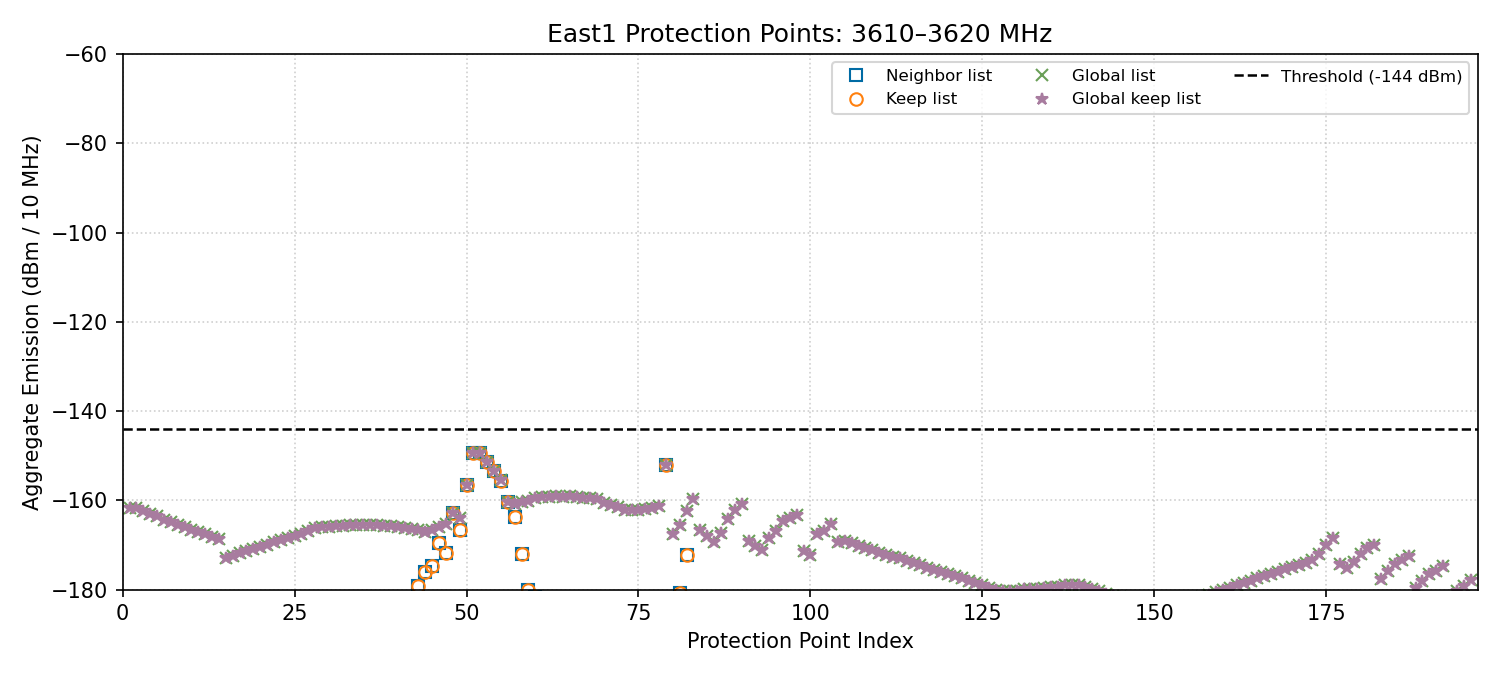 East1 Protection Points: 3610–3620 MHz
Neighbor list
Keep list
Global list
Global keep list
Threshold (-144 dBm)
Aggregate Emission (dBm / 10 MHz)
−60
−80
−100
−120
−140
−160
−180
0 25 50 75 100 125 150 175
Protection Point Index